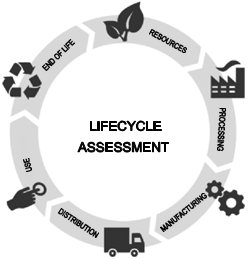 LIFECYCLE
ASSESSMENT
RESOURCES
PROCESSING
MANUFACTURING
DISTRIBUTION
USE
END OF LIFE